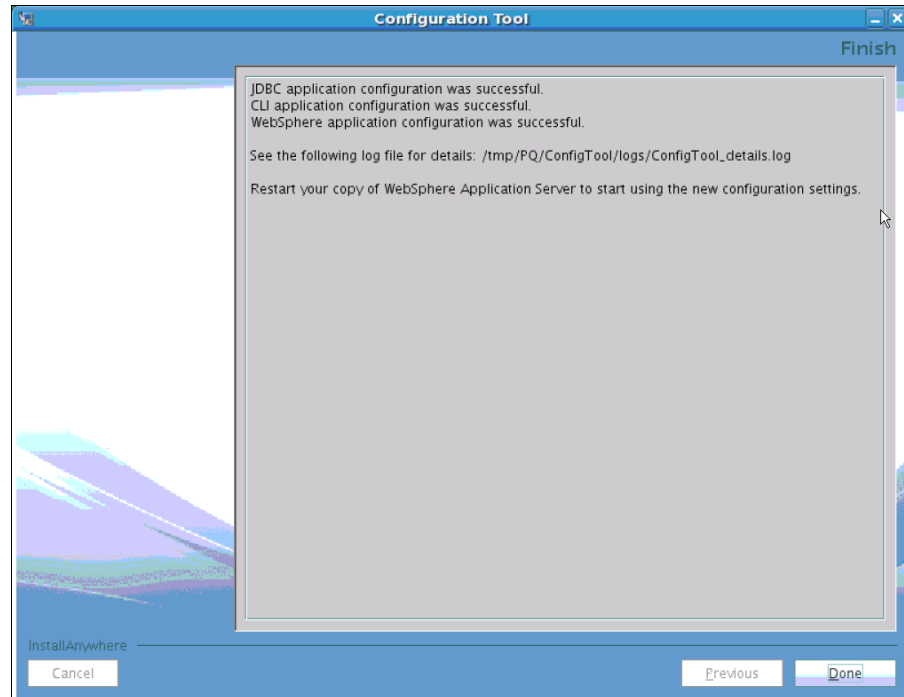 Configuration Tool
Finish
JDBC application configuration was successful.
CLI application configuration was successful.
WebSphere application configuration was successful.
See the following log file for details: /tmp/PQ/ConfigTool/logs/ConfigTool_details.log
Restart your copy of WebSphere Application Server to start using the new configuration settings.
InstallAnywhere
Cancel
Previous
Done